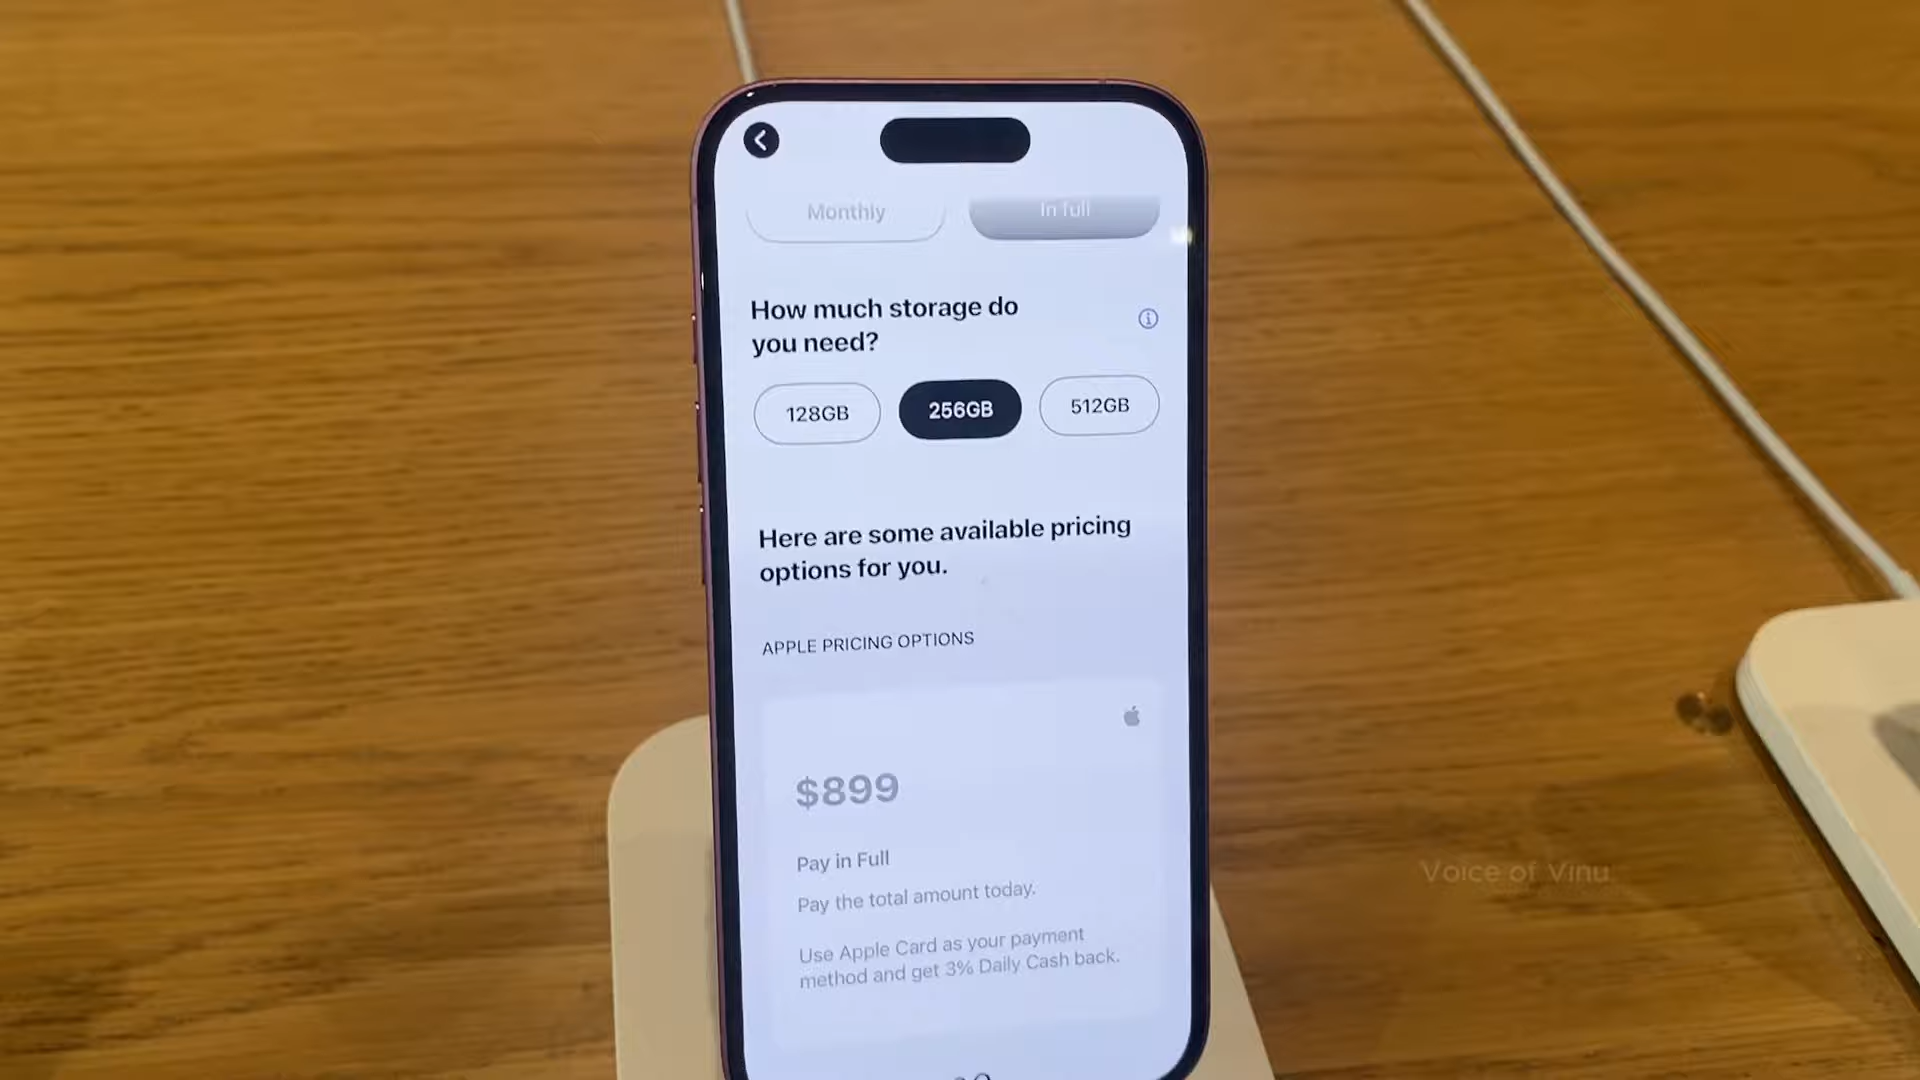 Monthly
In full
How much storage do
you need?
128GB
256GB
512GB
Here are some available pricing
options for you.
APPLE PRICING OPTIONS
$899
Pay in Full
Pay the total amount today.
Use Apple Card as your payment
method and get 3% Daily Cash back.
Voice of Vinu